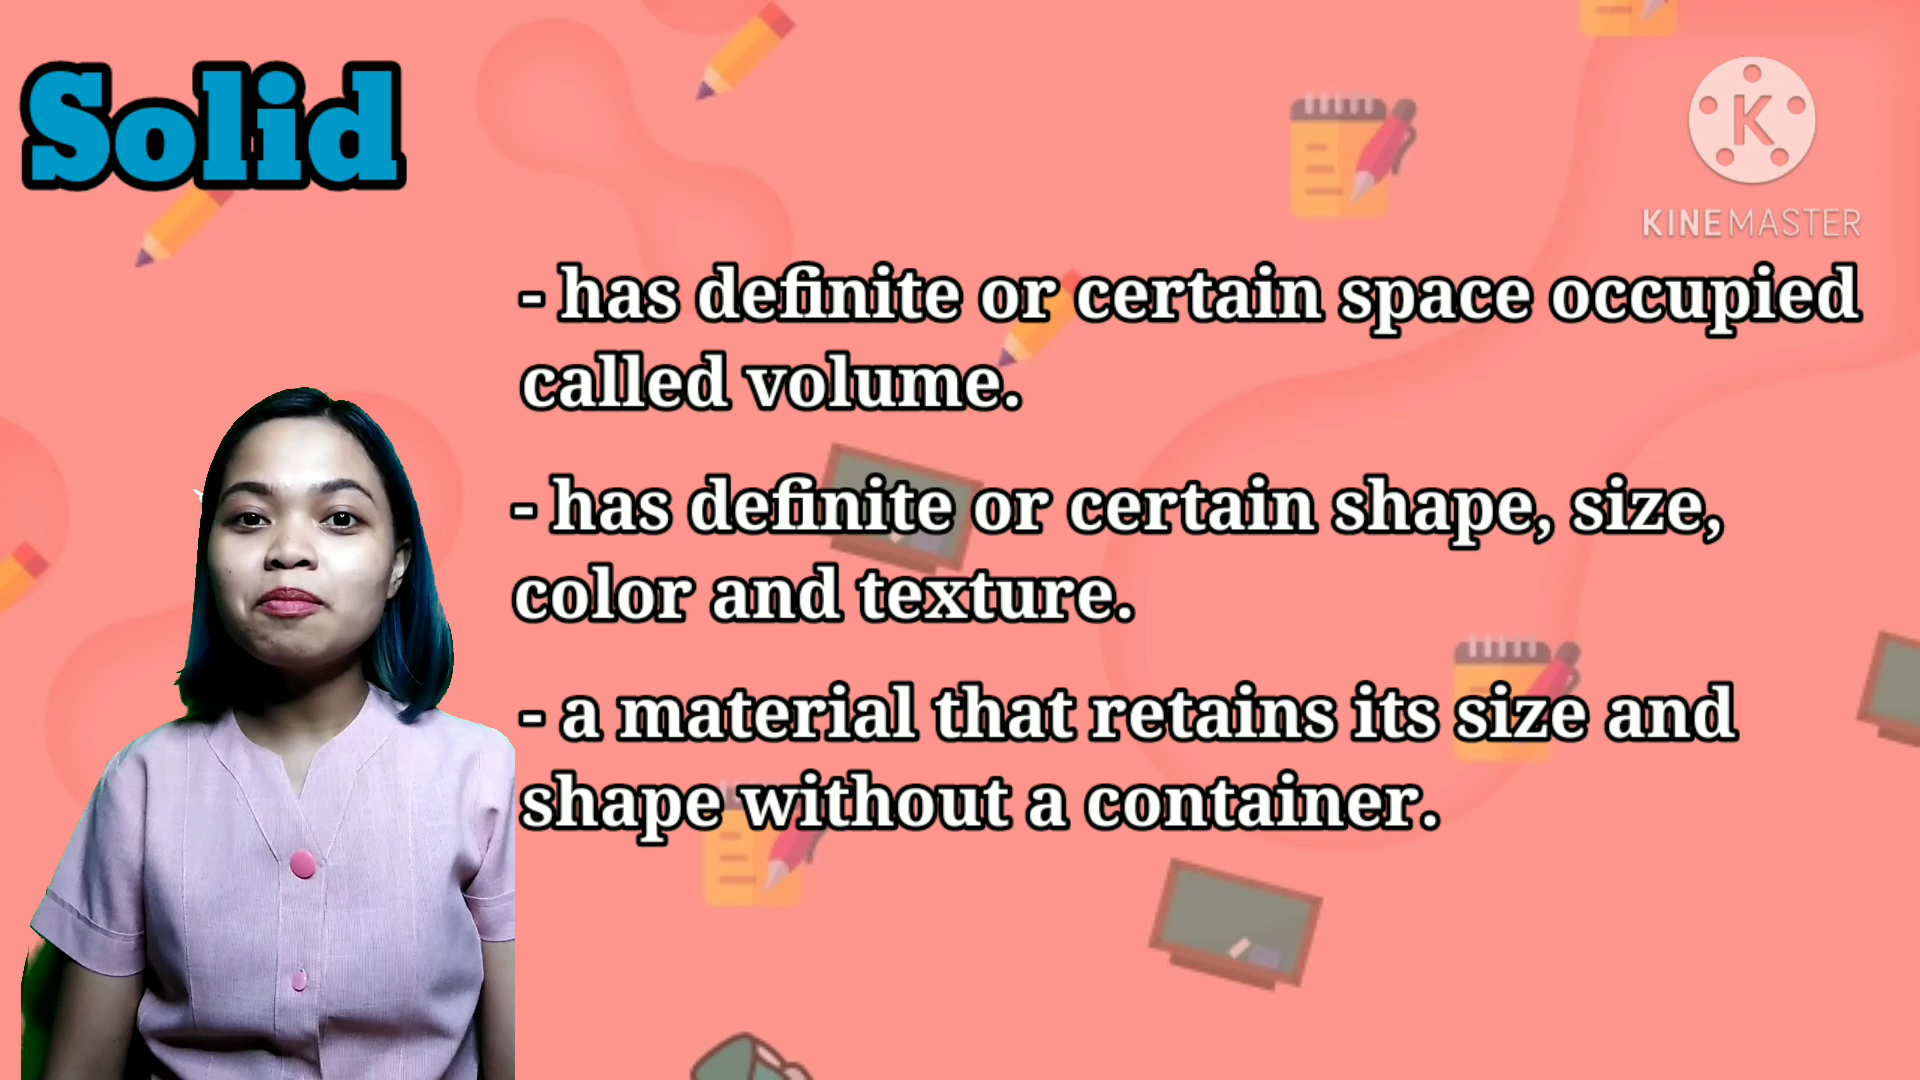 Solid
K
KINEMASTER
- has definite or certain space occupied
called volume.
- has definite or certain shape, size,
color and texture.
- a material that retains its size and
shape without a container.